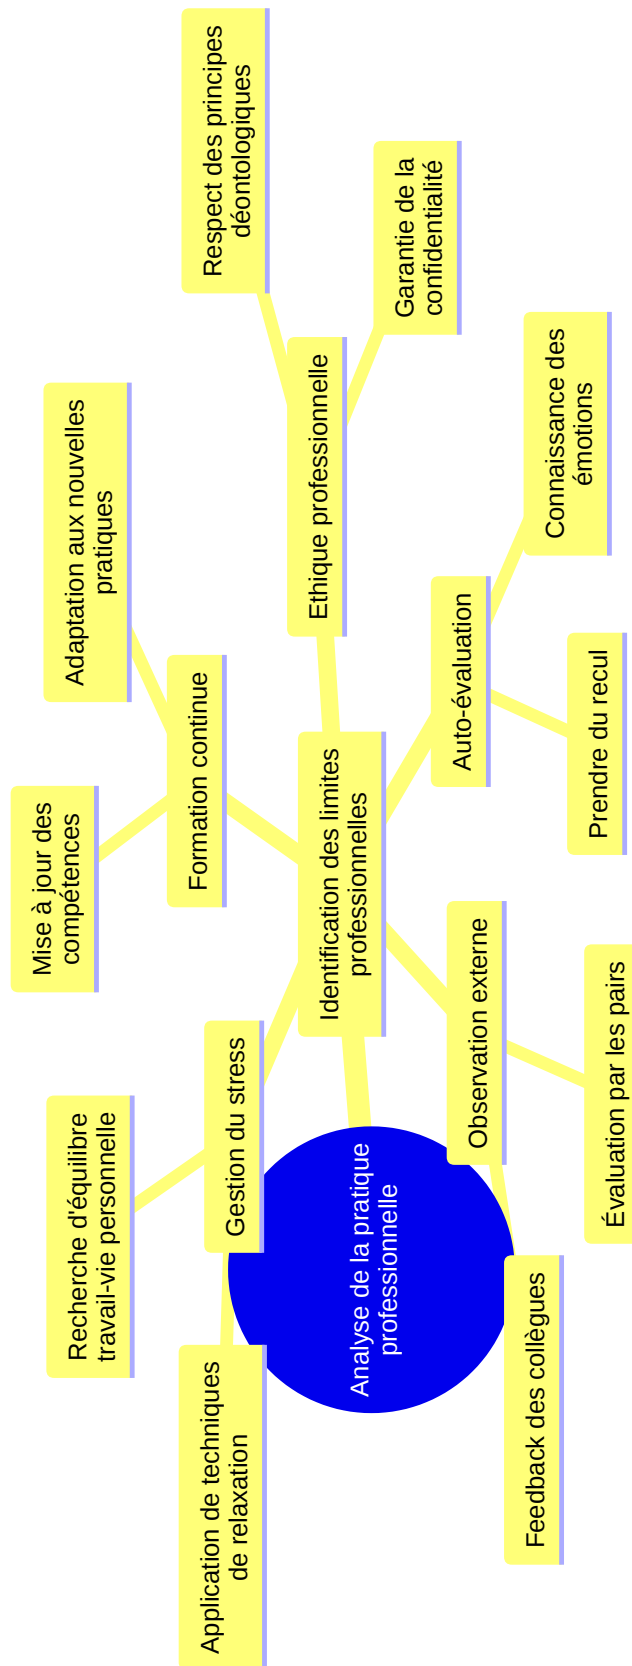 Analyse de la pratique
professionnelle
Identification des limites
professionnelles
Gestion du stress
Recherche d'équilibre
travail-vie personnelle
Application de techniques
de relaxation
Formation continue
Mise à jour des
compétences
Adaptation aux nouvelles
pratiques
Ethique professionnelle
Respect des principes
déontologiques
Garantie de la
confidentialité
Auto-évaluation
Connaissance des
émotions
Prendre du recul
Observation externe
Évaluation par les pairs
Feedback des collègues